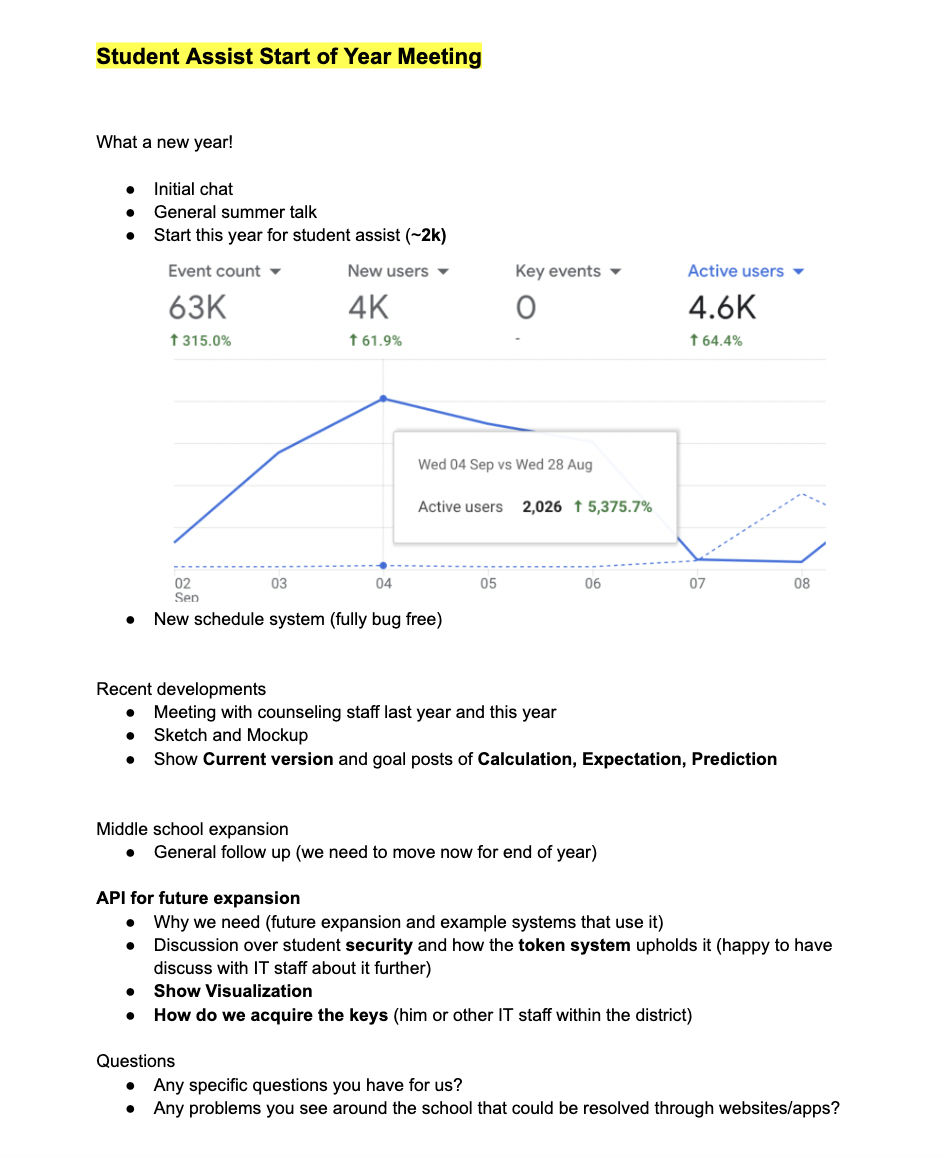 Student Assist Start of Year Meeting
What a new year!
● Initial chat
● General summer talk
● Start this year for student assist (~2k)
Event count
New users
Key events
Active users
63K
4K
0
4.6K
↑ 315.0%
↑ 61.9%
-
↑ 64.4%
Wed 04 Sep vs Wed 28 Aug
Active users 2,026 ↑ 5,375.7%
02 03 04 05 06 07 08
Sep
● New schedule system (fully bug free)
Recent developments
● Meeting with counseling staff last year and this year
● Sketch and Mockup
● Show Current version and goal posts of Calculation, Expectation, Prediction
Middle school expansion
● General follow up (we need to move now for end of year)
API for future expansion
● Why we need (future expansion and example systems that use it)
● Discussion over student security and how the token system upholds it (happy to have
discuss with IT staff about it further)
● Show Visualization
● How do we acquire the keys (him or other IT staff within the district)
Questions
● Any specific questions you have for us?
● Any problems you see around the school that could be resolved through websites/apps?